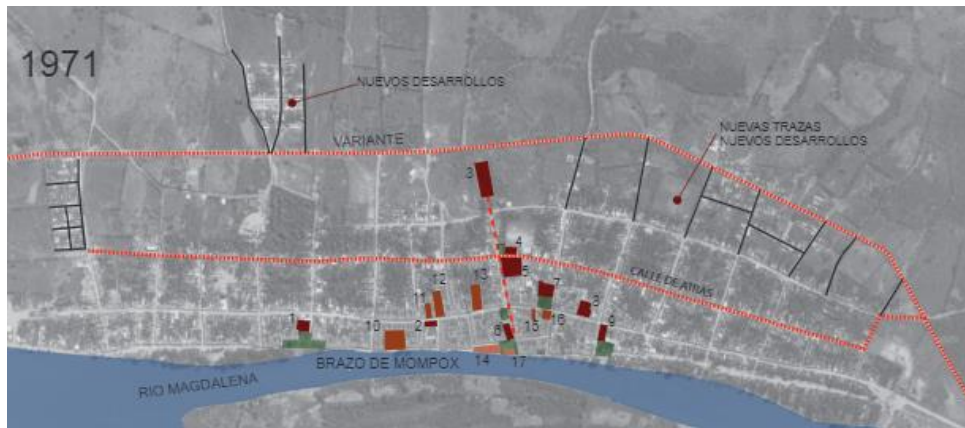 1971
NUEVOS DESARROLLOS
VARIANTE
NUEVAS TRAZAS
NUEVOS DESARROLLOS
3
4
5
CALLE DE ATRAS
7
8
16
15
9
13
12
11
2
10
1
6
14
17
BRAZO DE MOMPOX
RIO MAGDALENA